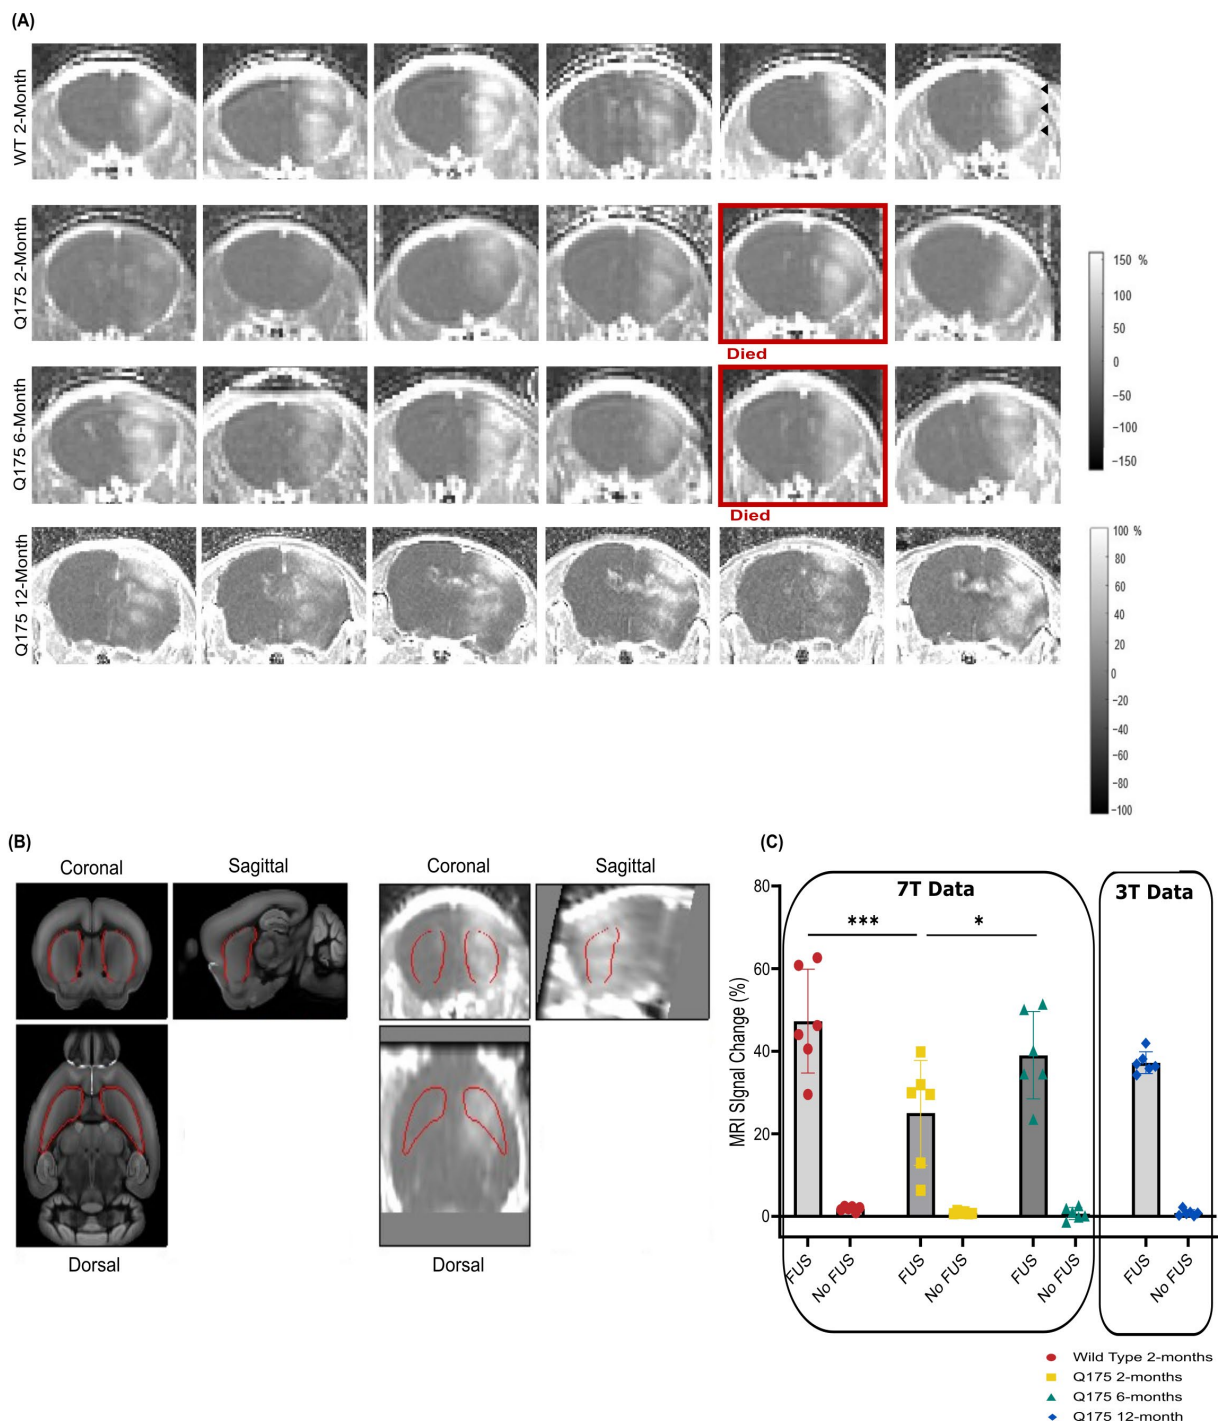 (A)
WT 2-Month
Q175 2-Month
Died
Q175 6-Month
Died
Q175 12-Month
150 %
100
50
0
−50
−100
−150
100 %
80
60
40
20
0
−20
−40
−60
−80
−100
(B)
Coronal
Sagittal
Coronal
Sagittal
Dorsal
Dorsal
(C)
7T Data
3T Data
***
*
MRI SIgnal Change (%)
80
60
40
20
0
FUS
No FUS
FUS
No FUS
FUS
No FUS
FUS
No FUS
Wild Type 2-months
Q175 2-months
Q175 6-months
Q175 12-month